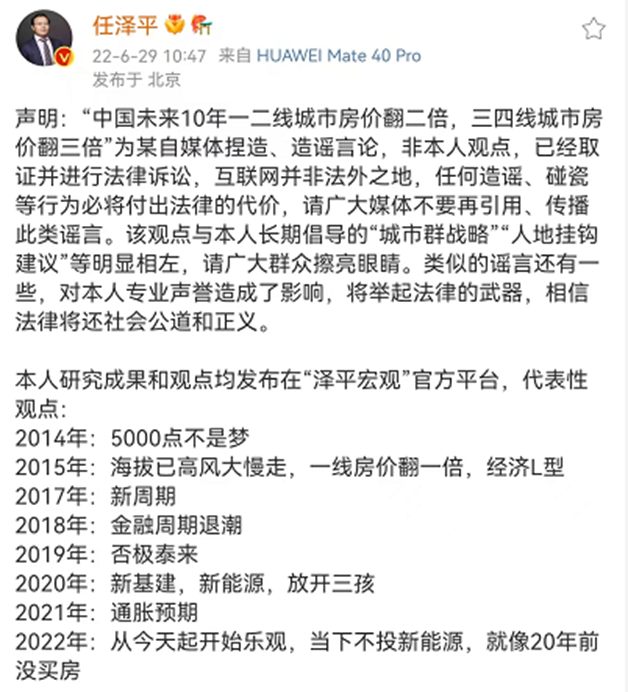 任泽平
22-6-29 10:47 来自 HUAWEI Mate 40 Pro
发布于 北京
声明：“中国未来10年一二线城市房价翻二倍，三四线城市房
价翻三倍”为某自媒体捏造、造谣言论，非本人观点，已经取
证并进行法律诉讼，互联网并非法外之地，任何造谣、碰瓷
等行为必将付出法律的代价，请广大媒体不要再引用、传播
此类谣言。该观点与本人长期倡导的“城市群战略”“人地挂钩
建议”等明显相左，请广大群众擦亮眼睛。类似的谣言还有一
些，对本人专业声誉造成了影响，将举起法律的武器，相信
法律将还社会公道和正义。
本人研究成果和观点均发布在“泽平宏观”官方平台，代表性
观点：
2014年：5000点不是梦
2015年：海拔已高风大慢走，一线房价翻一倍，经济L型
2017年：新周期
2018年：金融周期退潮
2019年：否极泰来
2020年：新基建，新能源，放开三孩
2021年：通胀预期
2022年：从今天起开始乐观，当下不投新能源，就像20年前
没买房